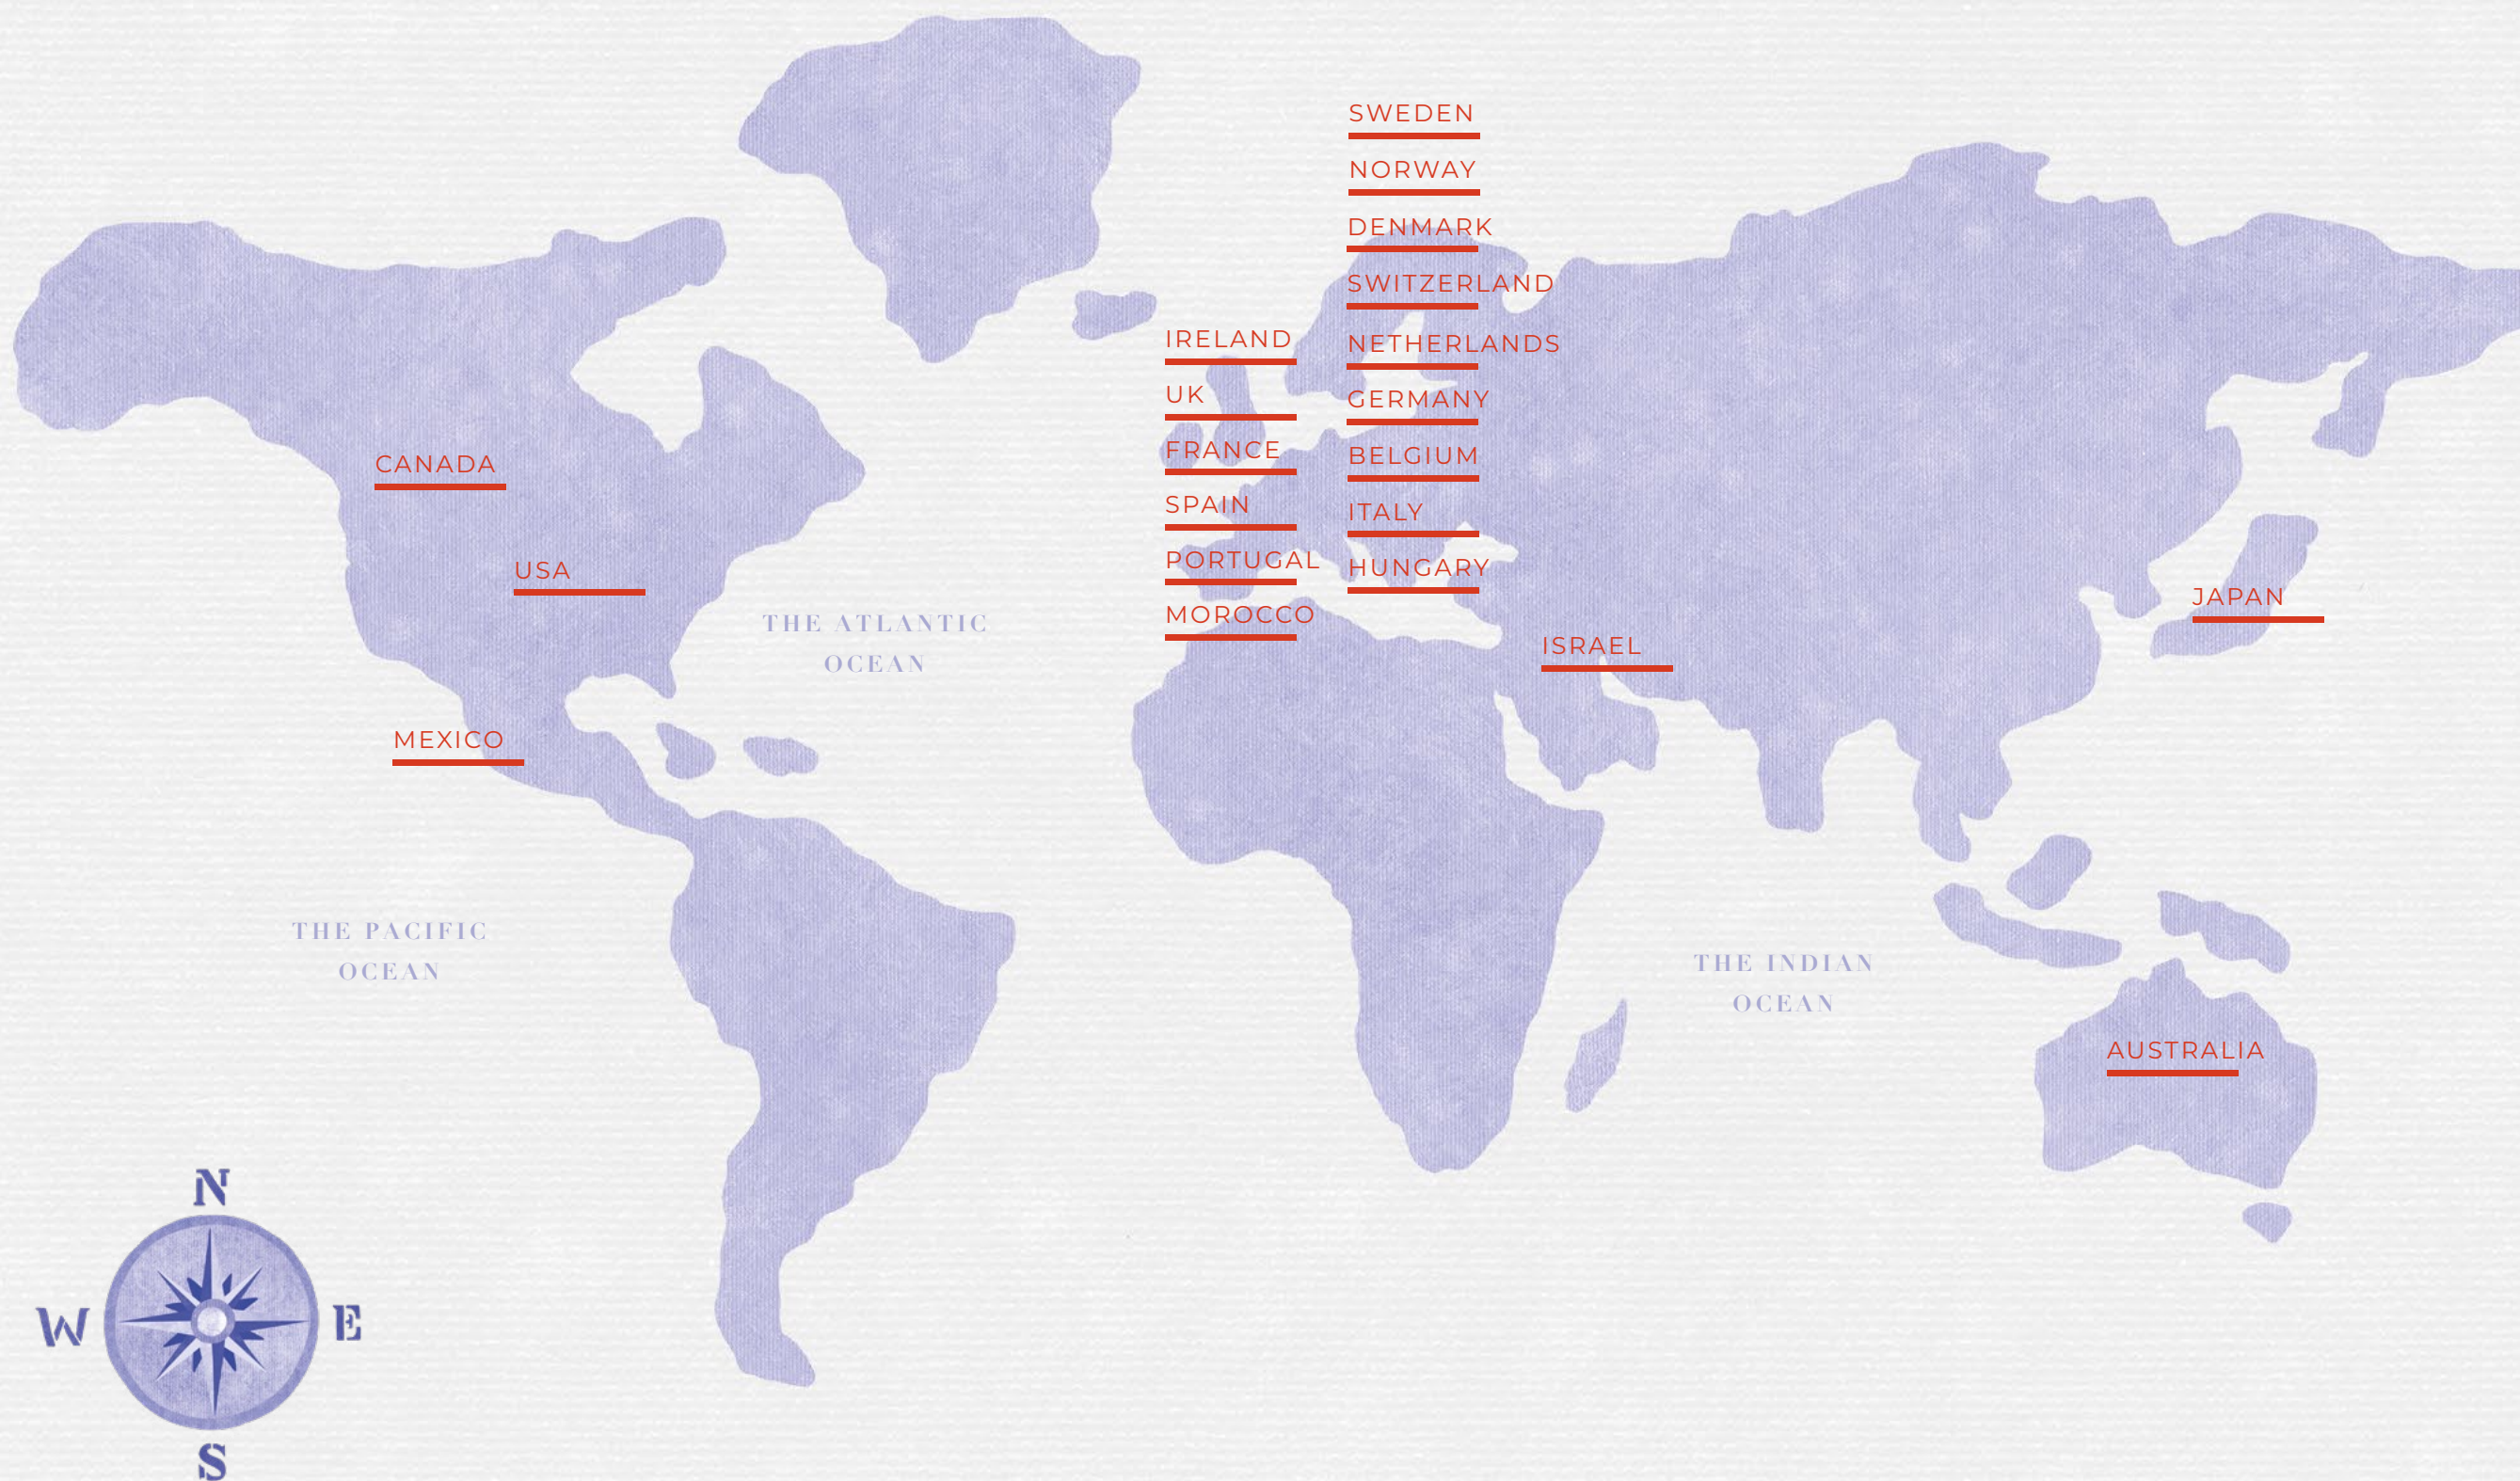 SWEDEN
NORWAY
DENMARK
SWITZERLAND
NETHERLANDS
GERMANY
BELGIUM
ITALY
HUNGARY
IRELAND
UK
FRANCE
SPAIN
PORTUGAL
MOROCCO
CANADA
USA
MEXICO
ISRAEL
JAPAN
AUSTRALIA
THE ATLANTIC
OCEAN
THE PACIFIC
OCEAN
THE INDIAN
OCEAN
N
W
E
S